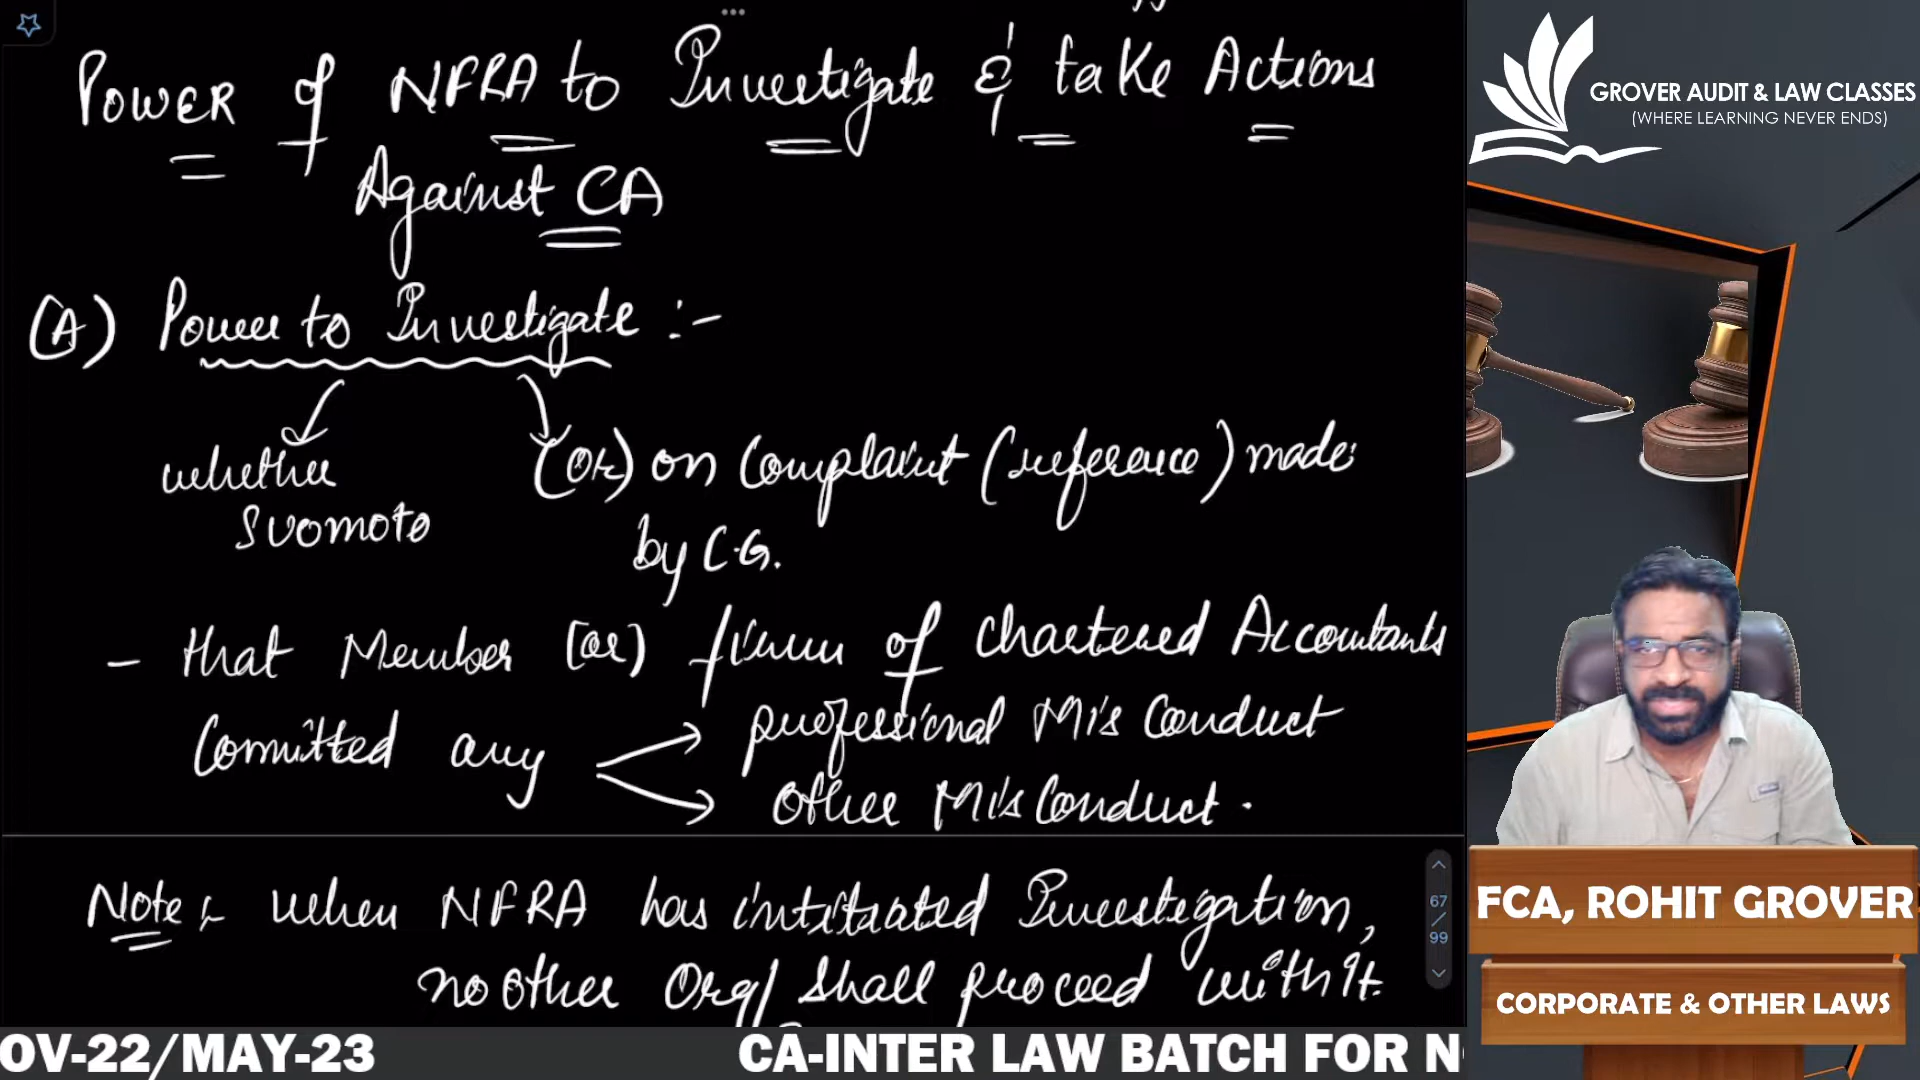 POWER of NFRA to Investigate & take Actions
Against CA
(A) Power to Investigate :-
whether
Suomoto
(Or) on Complaint (reference) made
by C.G.
- that Member (or) firm of Chartered Accountants
Committed any
professional Mis Conduct
Other Mis Conduct.
Note :- when NFRA has intitiated Investigation,
no other Org/ Shall proceed with it.
67
/
99
GROVER AUDIT & LAW CLASSES
(WHERE LEARNING NEVER ENDS)
FCA, ROHIT GROVER
CORPORATE & OTHER LAWS
OV-22/MAY-23 CA-INTER LAW BATCH FOR N